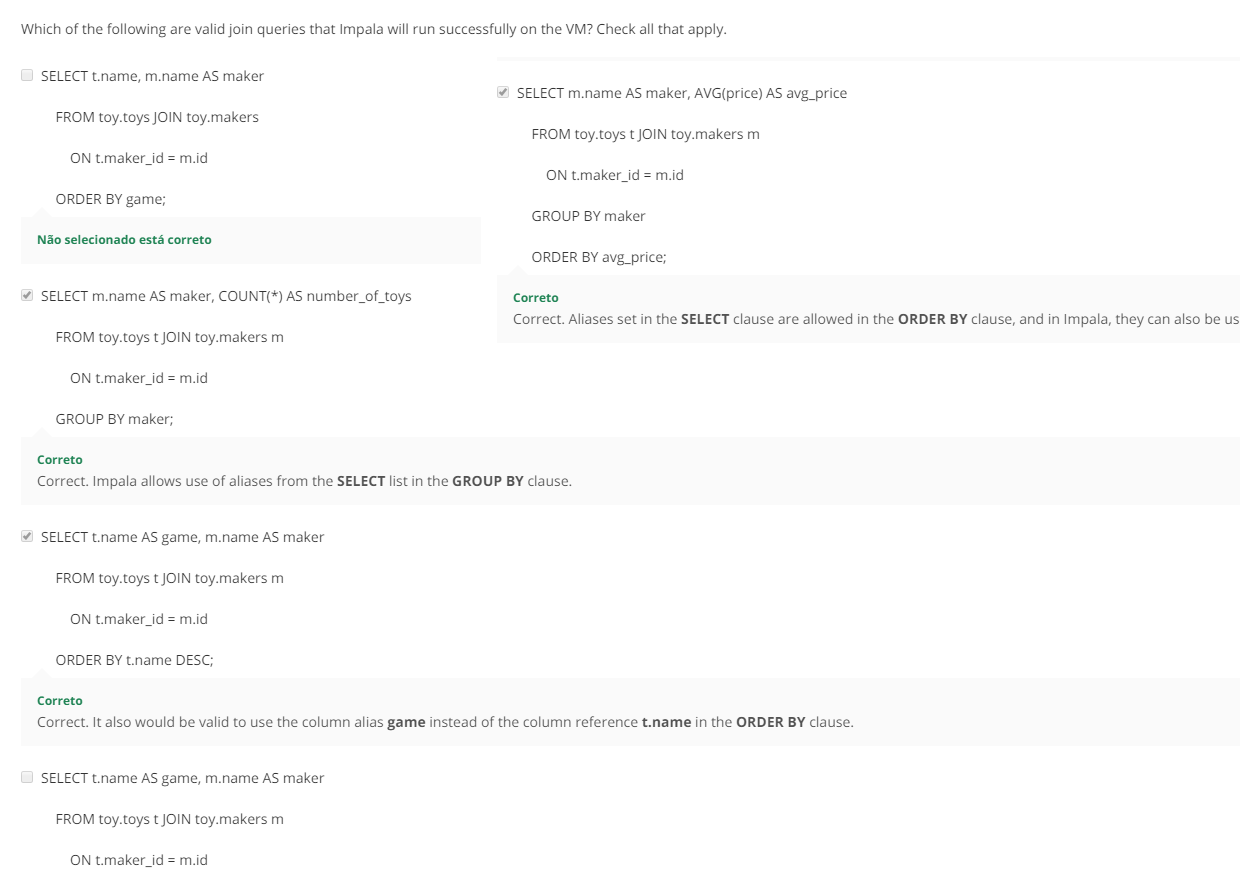 Which of the following are valid join queries that Impala will run successfully on the VM? Check all that apply.
SELECT t.name, m.name AS maker
FROM toy.toys JOIN toy.makers
ON t.maker_id = m.id
ORDER BY game;
Não selecionado está correto
SELECT m.name AS maker, AVG(price) AS avg_price
FROM toy.toys t JOIN toy.makers m
ON t.maker_id = m.id
GROUP BY maker
ORDER BY avg_price;
Correto
Correct. Aliases set in the SELECT clause are allowed in the ORDER BY clause, and in Impala, they can also be us
SELECT m.name AS maker, COUNT(*) AS number_of_toys
FROM toy.toys t JOIN toy.makers m
ON t.maker_id = m.id
GROUP BY maker;
Correto
Correct. Impala allows use of aliases from the SELECT list in the GROUP BY clause.
SELECT t.name AS game, m.name AS maker
FROM toy.toys t JOIN toy.makers m
ON t.maker_id = m.id
ORDER BY t.name DESC;
Correto
Correct. It also would be valid to use the column alias game instead of the column reference t.name in the ORDER BY clause.
SELECT t.name AS game, m.name AS maker
FROM toy.toys t JOIN toy.makers m
ON t.maker_id = m.id